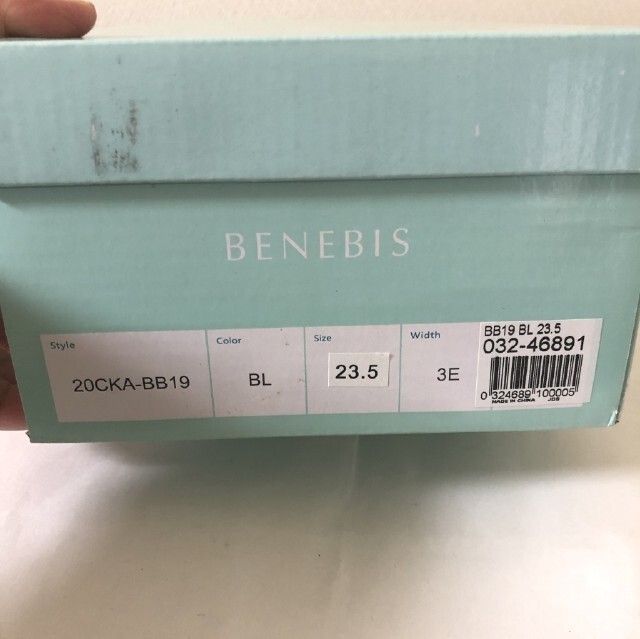 BENEBIS
Style
20CKA-BB19
Color
BL
Size
23.5
Width
3E
BB19 BL 23.5
032-46891
0 324689 100005
MADE IN CHINA JDS